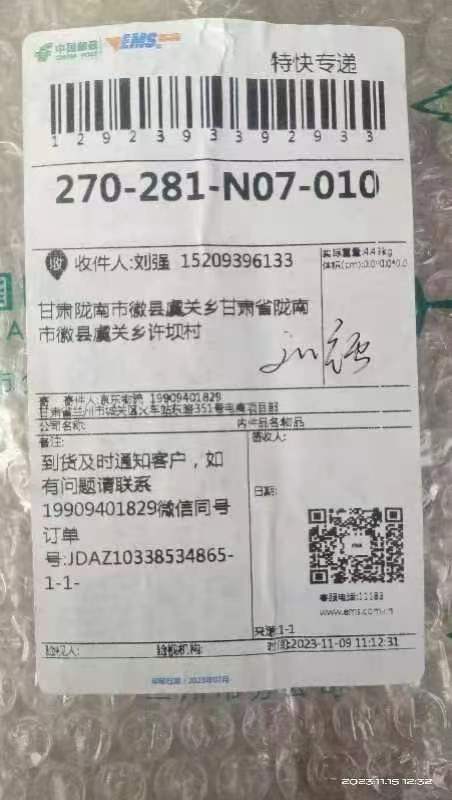 中国邮政 EMS
CHINA POST
特快专递
1292393392933
270-281-N07-010
收 收件人:刘强 15209396133
实际重量:4.43kg
体积(cm):0.0*0.0*0.0
甘肃陇南市徽县虞关乡甘肃省陇南
市徽县虞关乡许坝村
刘强
寄件人:京东 19909401829
甘肃省兰州市城关区火车站东路351号电商项目部
公司名称:
内件品名:物品
备注:
签收人:
到货及时通知客户，如
有问题请联系
19909401829微信同号
订单
号:JDAZ10338534865-
1-1-
日期:
客服电话:11183
www.ems.com.cn
1-1
验视人:
验视机构:
时间:2023-11-09 11:12:31
2023.11.15 12:32